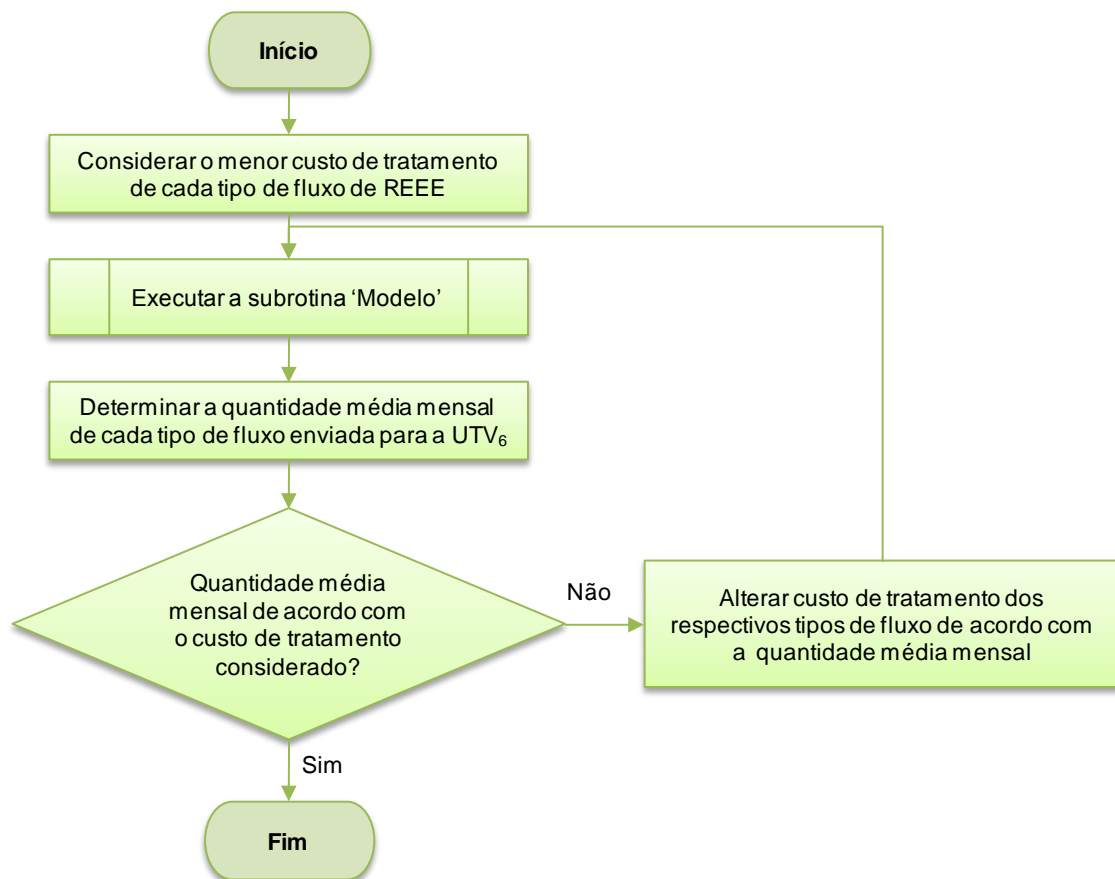 Início
Considerar o menor custo de tratamento
de cada tipo de fluxo de REEE
Executar a subrotina ‘Modelo’
Determinar a quantidade média mensal
de cada tipo de fluxo enviada para a UTV₆
Quantidade média
mensal de acordo com
o custo de tratamento
considerado?
Não
Alterar custo de tratamento dos
respectivos tipos de fluxo de acordo com
a quantidade média mensal
Sim
Fim